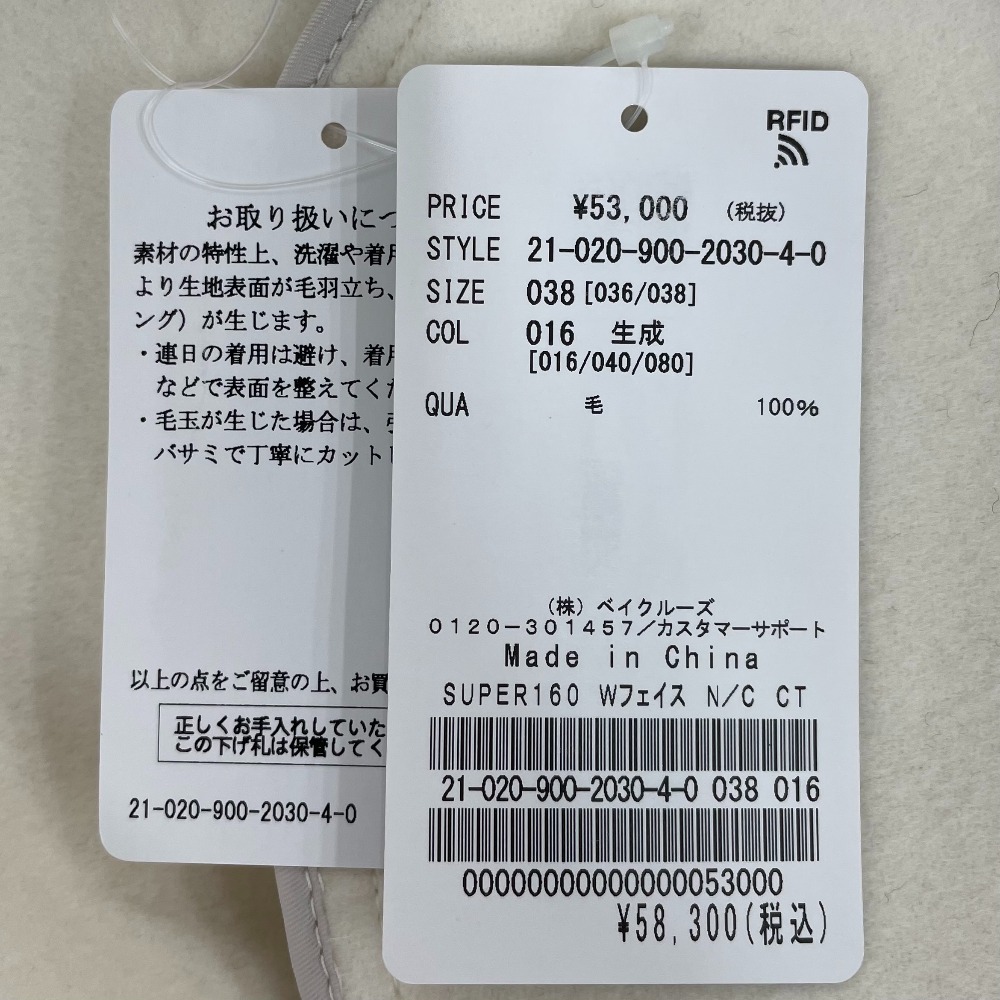 お取り扱いにつ
素材の特性上、洗濯や着用
より生地表面が毛羽立ち、
ング）が生じます。
・連日の着用は避け、着用
などで表面を整えてくだ
・毛玉が生じた場合は、引
バサミで丁寧にカットし
以上の点をご留意の上、お買
正しくお手入れしていた
この下げ札は保管してく
21-020-900-2030-4-0
RFID
PRICE ¥53,000 （税抜）
STYLE 21-020-900-2030-4-0
SIZE 038 [036/038]
COL 016 生成
[016/040/080]
QUA 毛 100%
（株）ベイクルーズ
０１２０－３０１４５７／カスタマーサポート
Made in China
SUPER160 Wフェイス N/C CT
21-020-900-2030-4-0 038 016
00000000000000053000
¥58,300(税込)